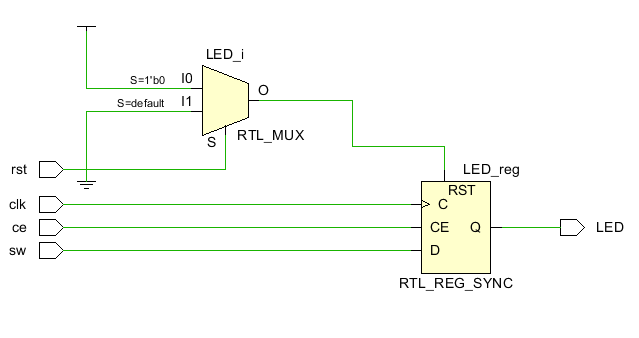 LED_i
S=1'b0 I0
S=default I1
O
S
RTL_MUX
rst
LED_reg
RST
clk C
ce CE Q LED
sw D
RTL_REG_SYNC